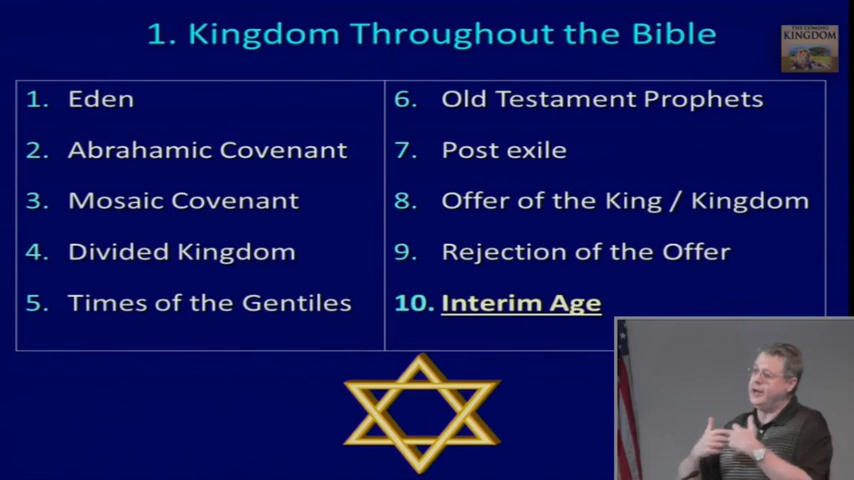 1. Kingdom Throughout the Bible
THE COMING
KINGDOM
1. Eden
2. Abrahamic Covenant
3. Mosaic Covenant
4. Divided Kingdom
5. Times of the Gentiles
6. Old Testament Prophets
7. Post exile
8. Offer of the King / Kingdom
9. Rejection of the Offer
10. Interim Age